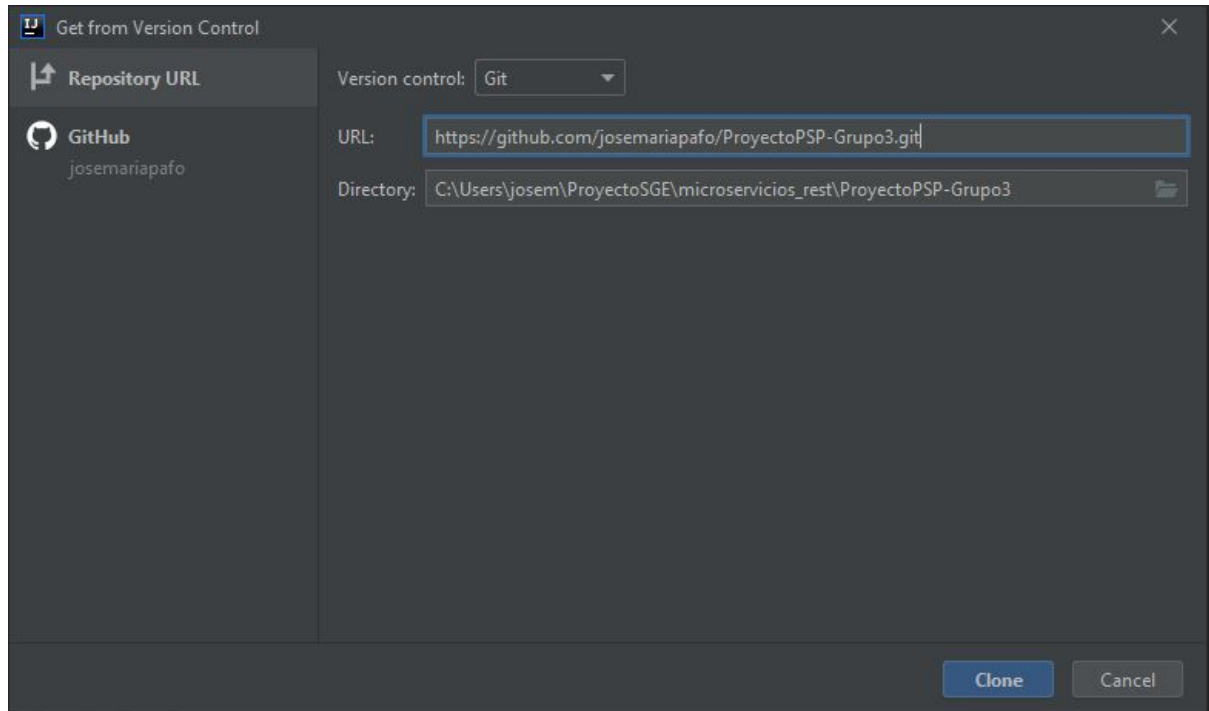 IJ Get from Version Control
Repository URL
Version control: Git
GitHub
josemariapafo
URL: https://github.com/josemariapafo/ProyectoPSP-Grupo3.git
Directory: C:\Users\josem\ProyectoSGE\microservicios_rest\ProyectoPSP-Grupo3
Clone Cancel